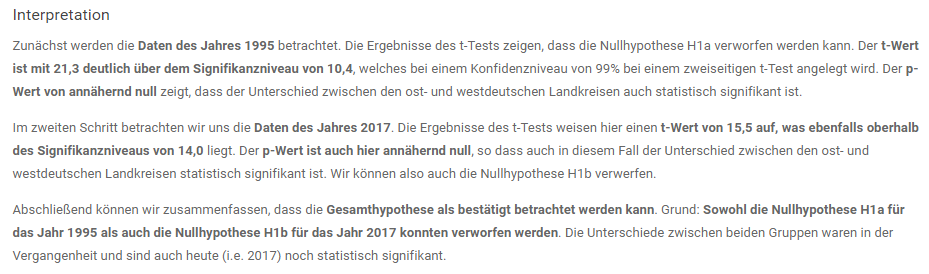 Interpretation
Zunächst werden die Daten des Jahres 1995 betrachtet. Die Ergebnisse des t-Tests zeigen, dass die Nullhypothese H1a verworfen werden kann. Der t-Wert
ist mit 21,3 deutlich über dem Signifikanzniveau von 10,4, welches bei einem Konfidenzniveau von 99% bei einem zweiseitigen t-Test angelegt wird. Der p-
Wert von annähernd null zeigt, dass der Unterschied zwischen den ost- und westdeutschen Landkreisen auch statistisch signifikant ist.
Im zweiten Schritt betrachten wir uns die Daten des Jahres 2017. Die Ergebnisse des t-Tests weisen hier einen t-Wert von 15,5 auf, was ebenfalls oberhalb
des Signifikanzniveaus von 14,0 liegt. Der p-Wert ist auch hier annähernd null, so dass auch in diesem Fall der Unterschied zwischen den ost- und
westdeutschen Landkreisen statistisch signifikant ist. Wir können also auch die Nullhypothese H1b verwerfen.
Abschließend können wir zusammenfassen, dass die Gesamthypothese als bestätigt betrachtet werden kann. Grund: Sowohl die Nullhypothese H1a für
das Jahr 1995 als auch die Nullhypothese H1b für das Jahr 2017 konnten verworfen werden. Die Unterschiede zwischen beiden Gruppen waren in der
Vergangenheit und sind auch heute (i.e. 2017) noch statistisch signifikant.